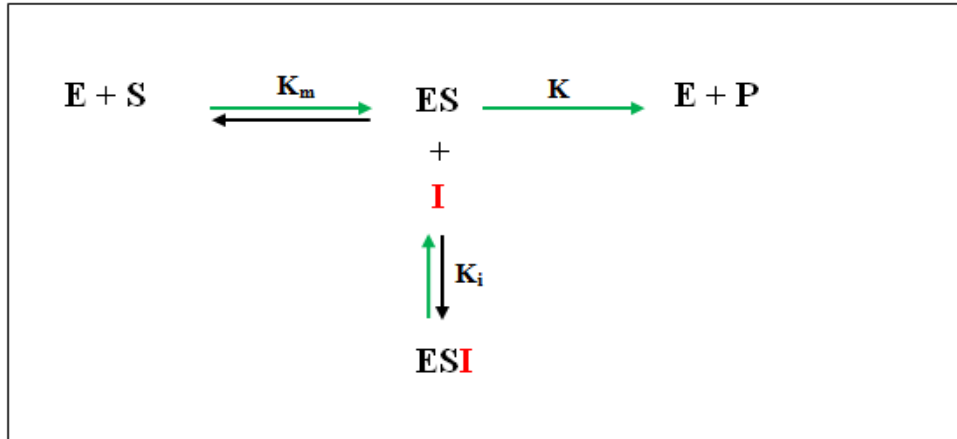 E + S Kₘ ES K E + P
+
I
Kᵢ
ESI